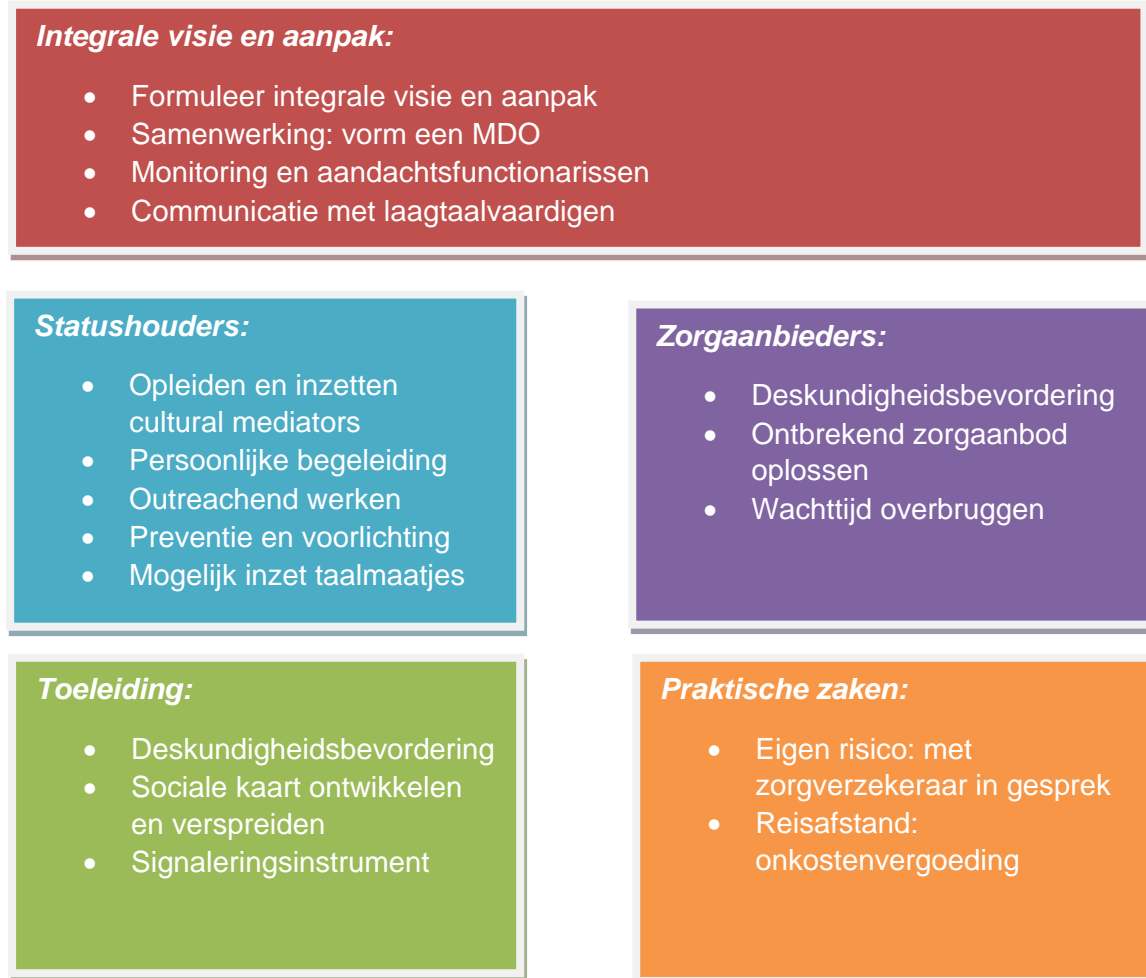 Integrale visie en aanpak:
• Formuleer integrale visie en aanpak
• Samenwerking: vorm een MDO
• Monitoring en aandachtsfunctionarissen
• Communicatie met laagtaalvaardigen
Statushouders:
• Opleiden en inzetten
cultural mediators
• Persoonlijke begeleiding
• Outreachend werken
• Preventie en voorlichting
• Mogelijk inzet taalmaatjes
Zorgaanbieders:
• Deskundigheidsbevordering
• Ontbrekend zorgaanbod
oplossen
• Wachttijd overbruggen
Toeleiding:
• Deskundigheidsbevordering
• Sociale kaart ontwikkelen
en verspreiden
• Signaleringsinstrument
Praktische zaken:
• Eigen risico: met
zorgverzekeraar in gesprek
• Reisafstand:
onkostenvergoeding